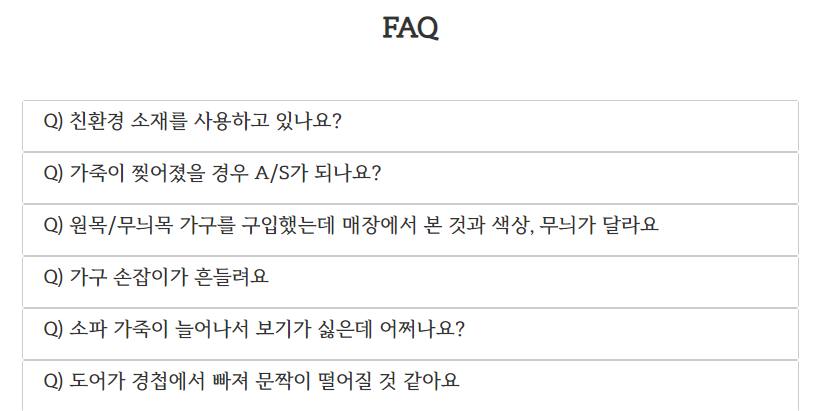 FAQ
Q) 친환경 소재를 사용하고 있나요?
Q) 가죽이 찢어졌을 경우 A/S가 되나요?
Q) 원목/무늬목 가구를 구입했는데 매장에서 본 것과 색상, 무늬가 달라요
Q) 가구 손잡이가 흔들려요
Q) 소파 가죽이 늘어나서 보기가 싫은데 어쩌나요?
Q) 도어가 경첩에서 빠져 문짝이 떨어질 것 같아요